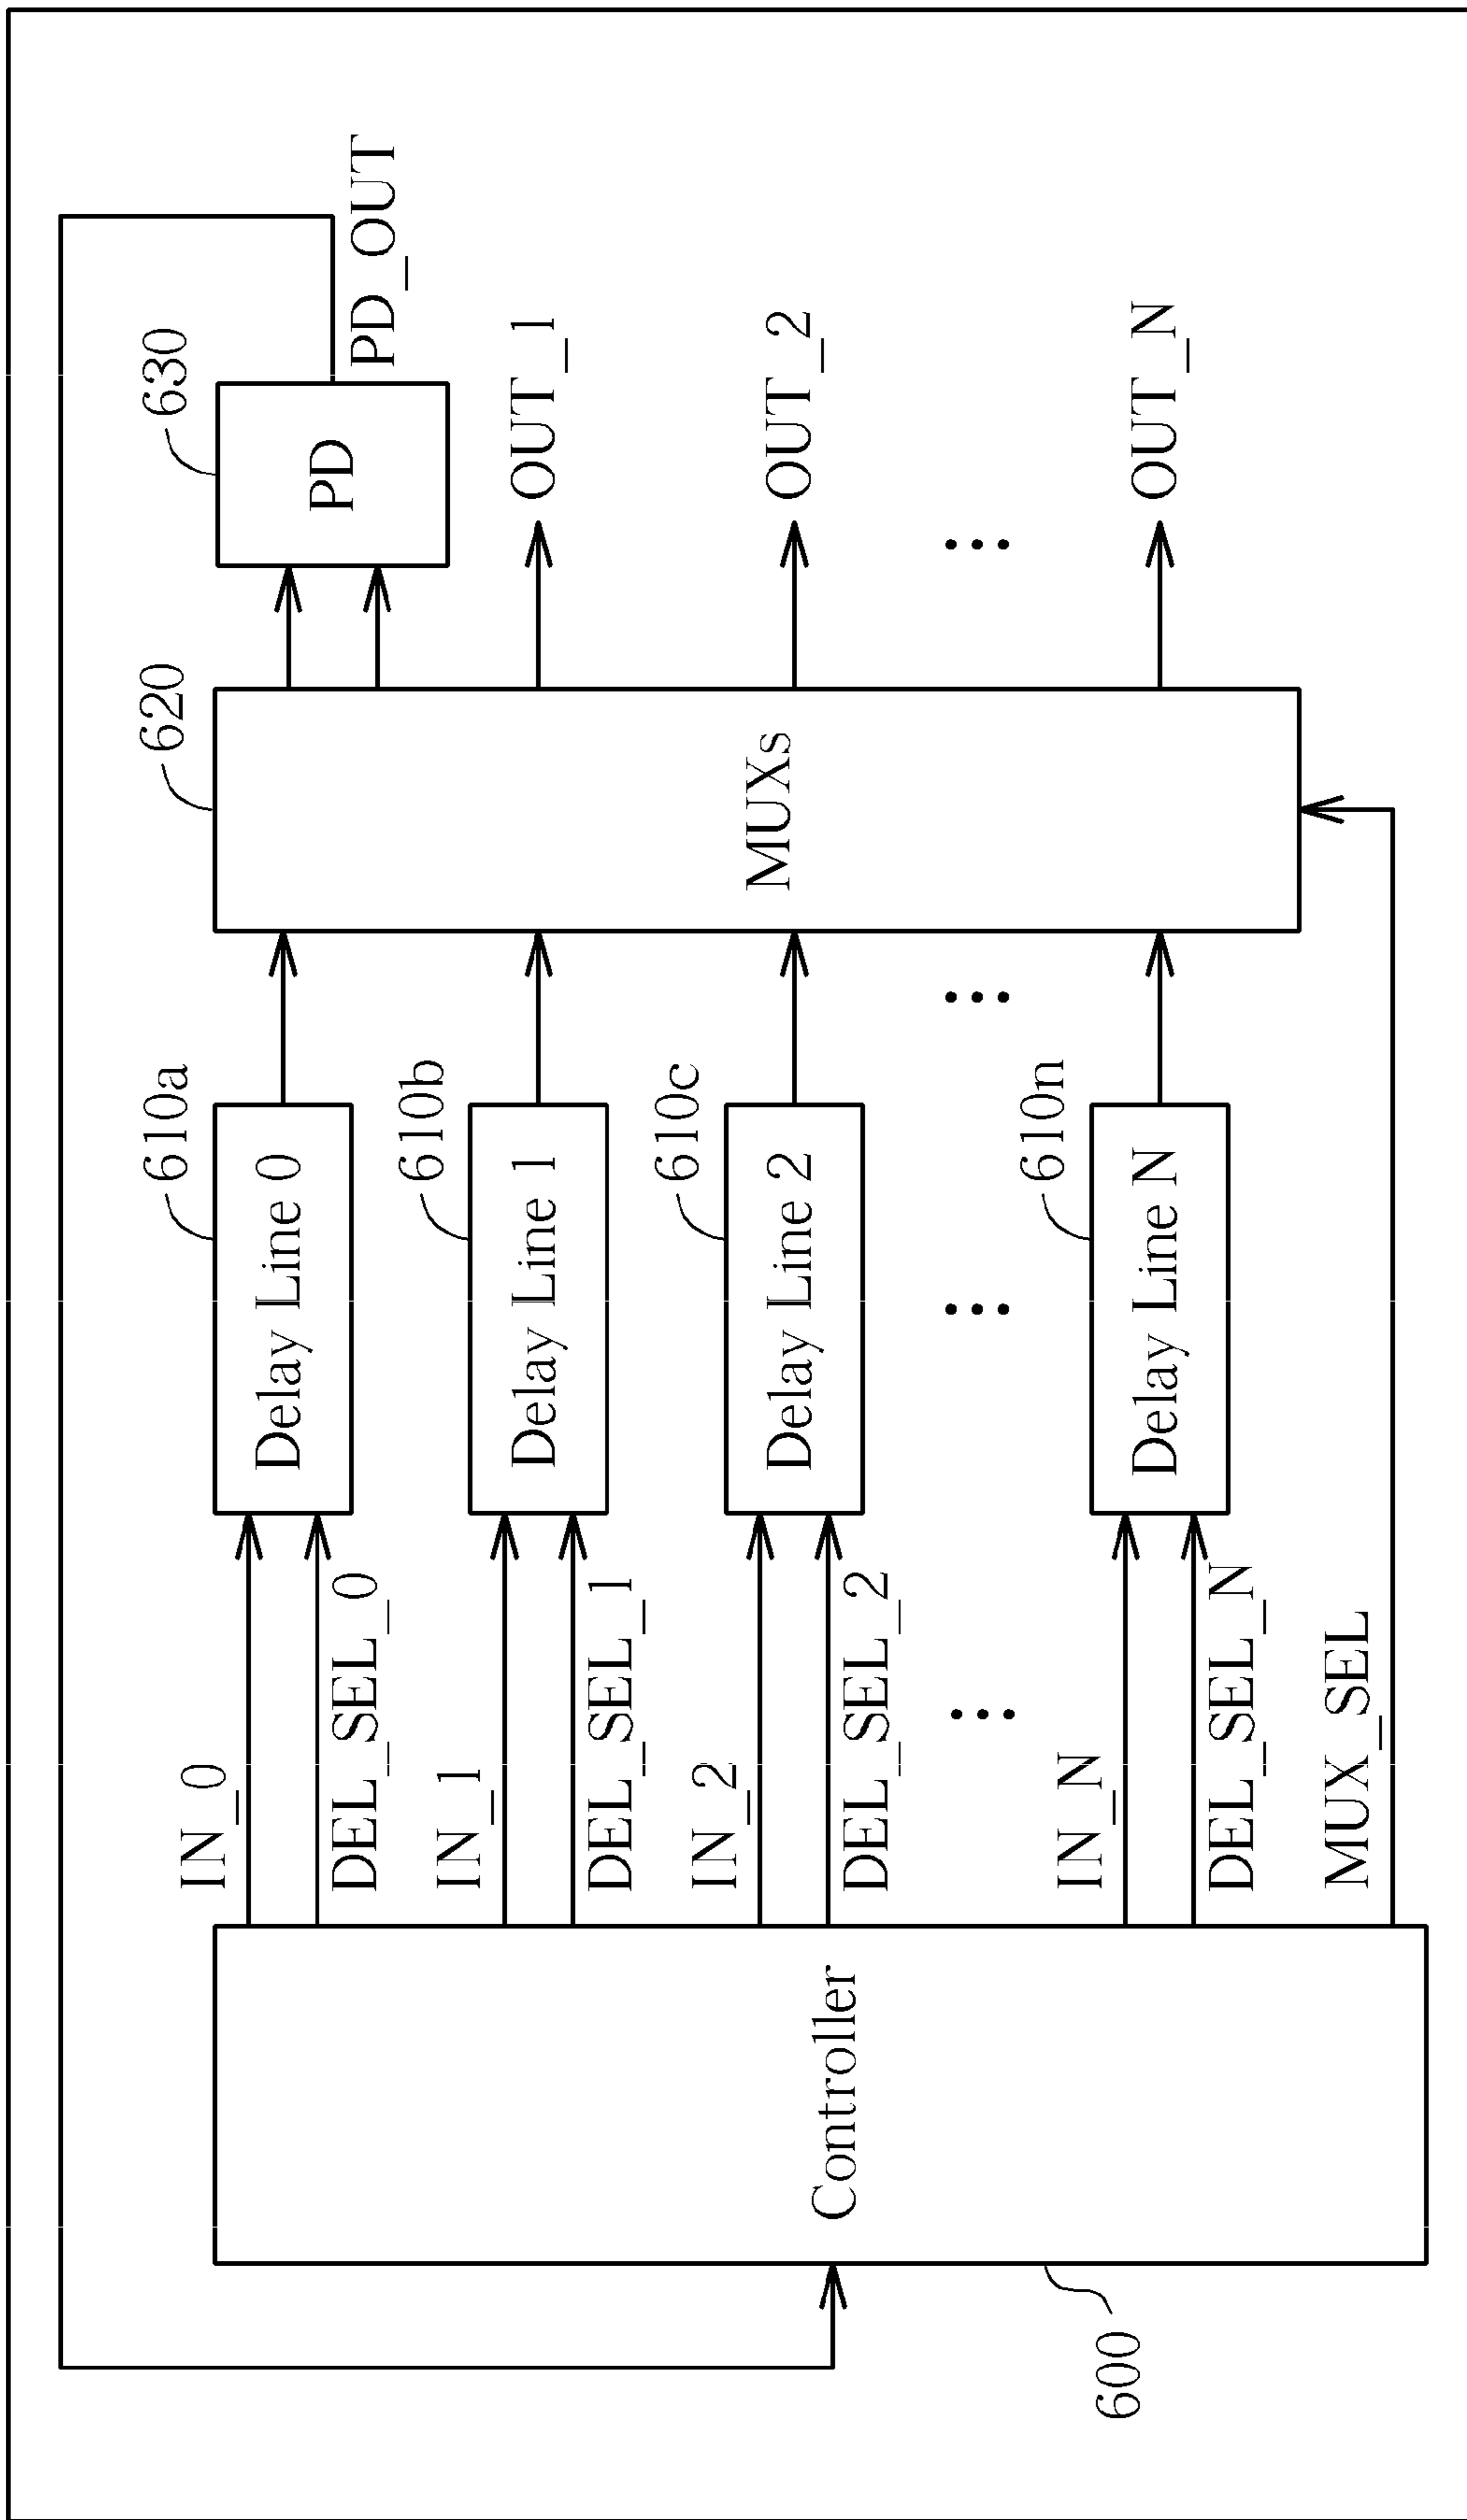 PD_OUT
630
PD
620
610a
IN_0
Delay Line 0
DEL_SEL_0
OUT_1
610b
IN_1
Delay Line 1
DEL_SEL_1
MUXs
OUT_2
610c
IN_2
Delay Line 2
DEL_SEL_2
Controller
...
...
...
...
OUT_N
610n
IN_N
Delay Line N
DEL_SEL_N
600
MUX_SEL